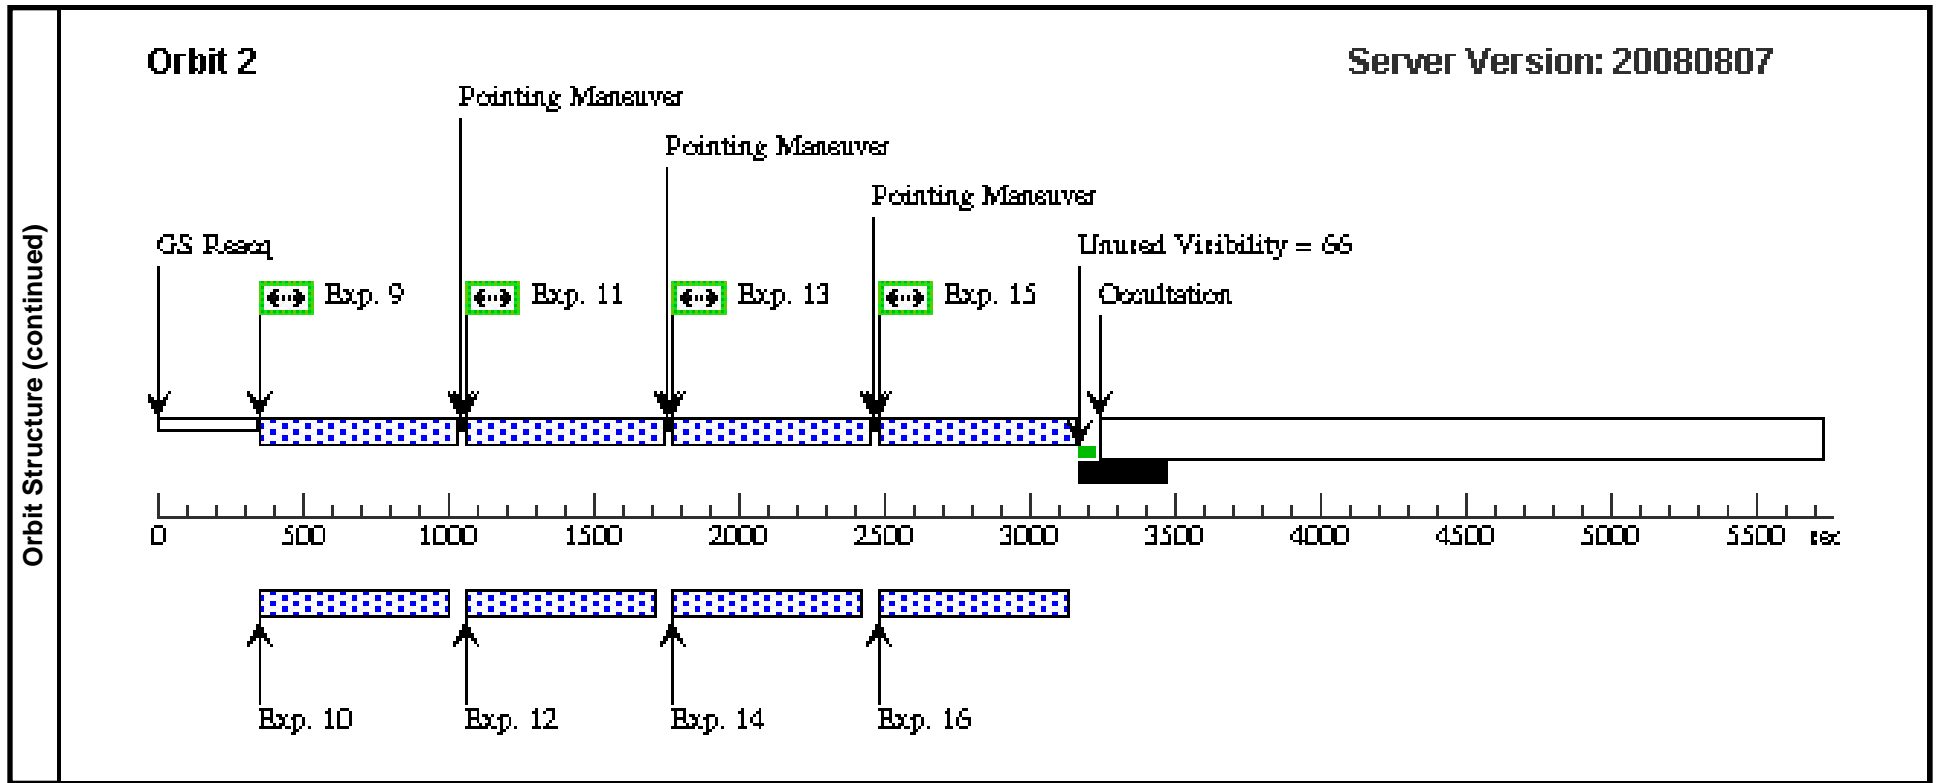 Orbit Structure (continued)
Orbit 2
Server Version: 20080807
Pointing Maneuver
Pointing Maneuver
Pointing Maneuver
GS Reacq
Unused Visibility = 66
Exp. 9
Exp. 11
Exp. 13
Exp. 15
Occultation
0 500 1000 1500 2000 2500 3000 3500 4000 4500 5000 5500 sec
Exp. 10
Exp. 12
Exp. 14
Exp. 16